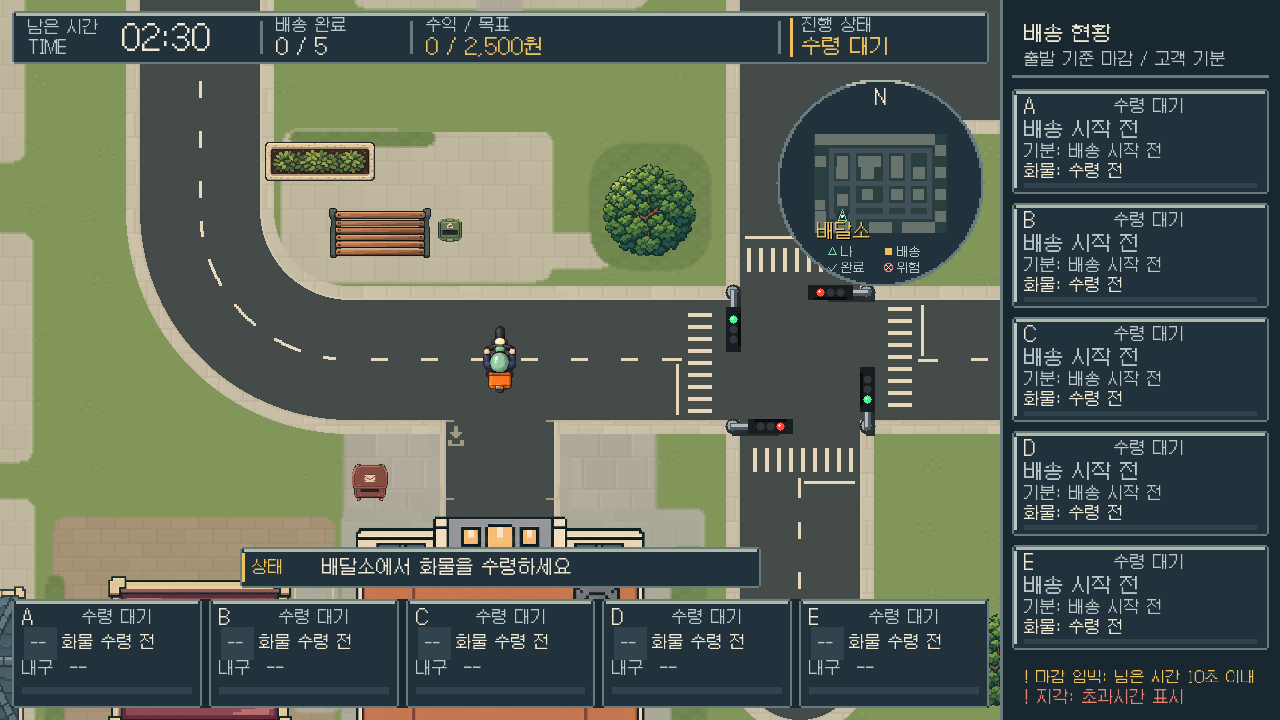 남은 시간
TIME
02:30
배송 완료
0 / 5
수익 / 목표
0 / 2,500원
진행 상태
수령 대기
N
배달소
나
배송
완료
위험
배송 현황
출발 기준 마감 / 고객 기분
A 수령 대기
배송 시작 전
기분: 배송 시작 전
화물: 수령 전
B 수령 대기
배송 시작 전
기분: 배송 시작 전
화물: 수령 전
C 수령 대기
배송 시작 전
기분: 배송 시작 전
화물: 수령 전
D 수령 대기
배송 시작 전
기분: 배송 시작 전
화물: 수령 전
E 수령 대기
배송 시작 전
기분: 배송 시작 전
화물: 수령 전
! 마감 임박: 남은 시간 10초 이내
! 지각: 초과시간 표시
상태 배달소에서 화물을 수령하세요
A 수령 대기
-- 화물 수령 전
내구 --
B 수령 대기
-- 화물 수령 전
내구 --
C 수령 대기
-- 화물 수령 전
내구 --
D 수령 대기
-- 화물 수령 전
내구 --
E 수령 대기
-- 화물 수령 전
내구 --